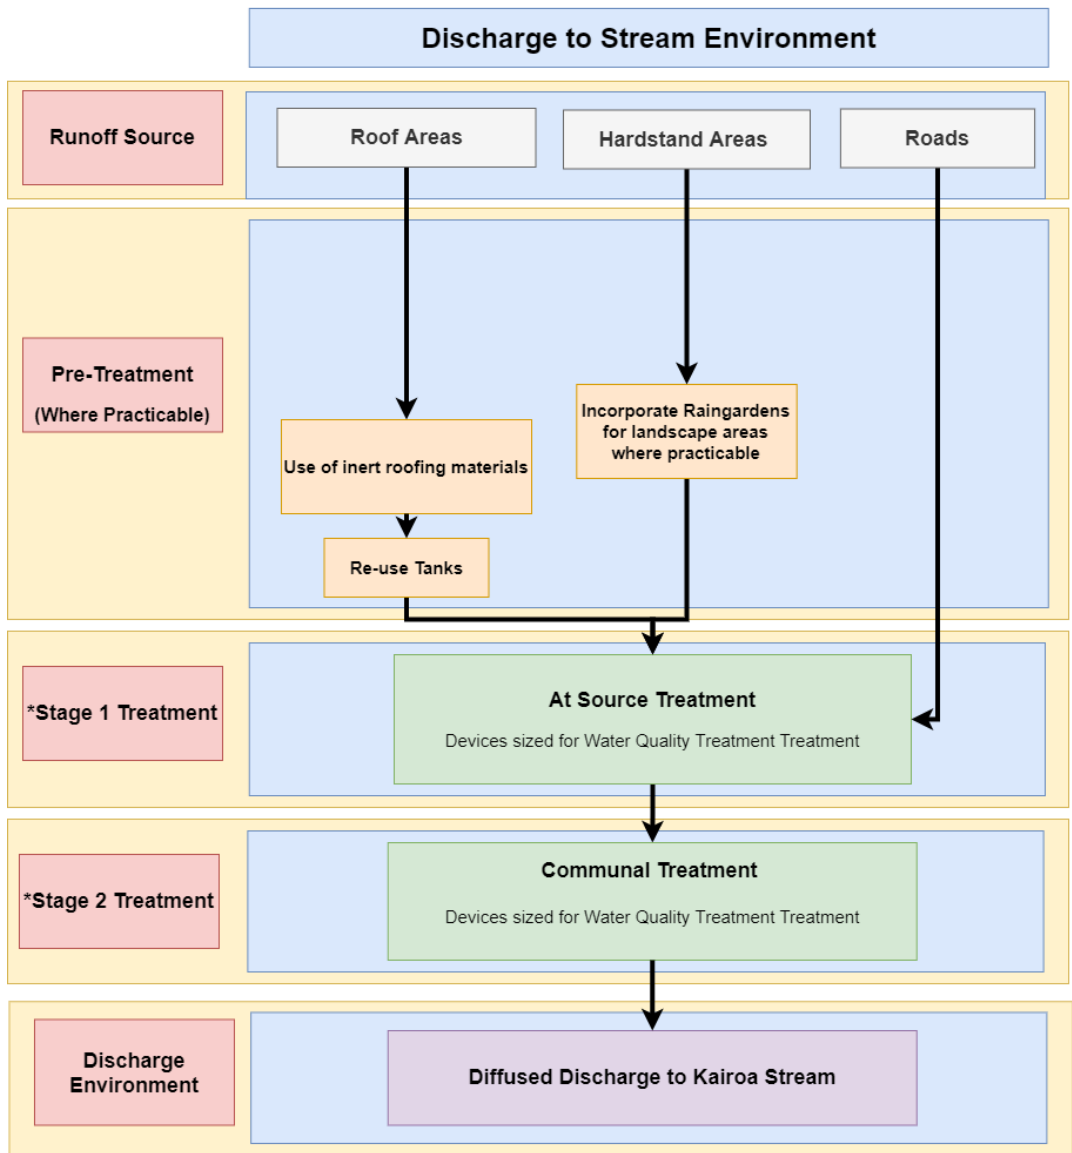 Discharge to Stream Environment
Runoff Source
Roof Areas
Hardstand Areas
Roads
Pre-Treatment
(Where Practicable)
Incorporate Raingardens
for landscape areas
where practicable
Use of inert roofing materials
Re-use Tanks
*Stage 1 Treatment
At Source Treatment
Devices sized for Water Quality Treatment Treatment
*Stage 2 Treatment
Communal Treatment
Devices sized for Water Quality Treatment Treatment
Discharge
Environment
Diffused Discharge to Kairoa Stream